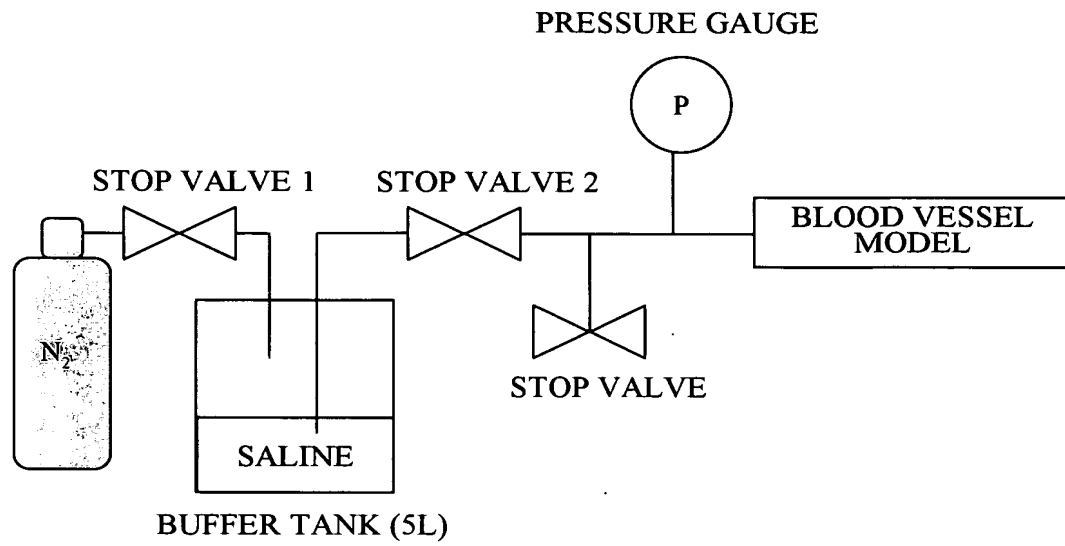 PRESSURE GAUGE
P
STOP VALVE 1
STOP VALVE 2
BLOOD VESSEL
MODEL
N₂
STOP VALVE
SALINE
BUFFER TANK (5L)